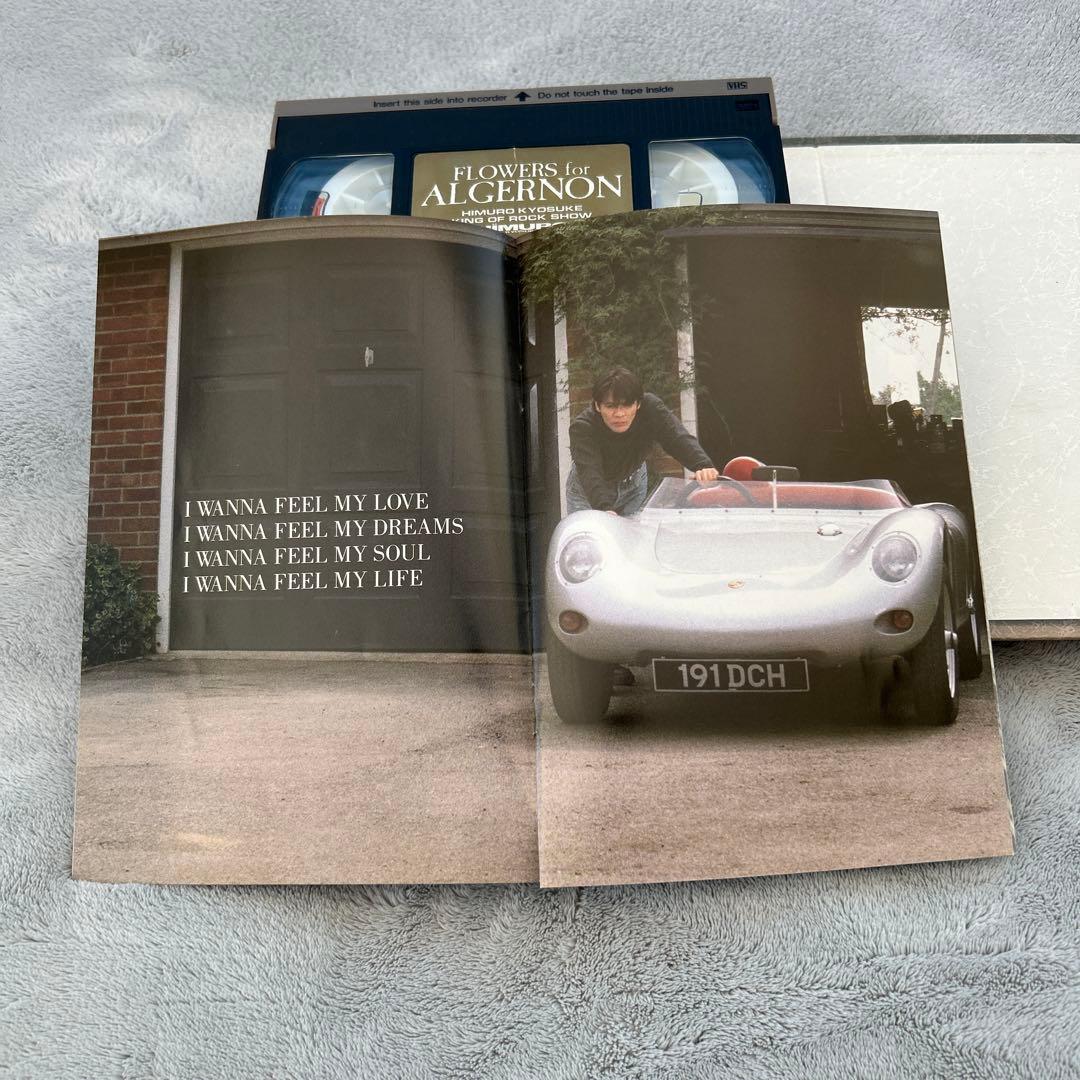 Insert this side into recorder Do not touch the tape inside
VHS
FLOWERS for
ALGERNON
HIMURO KYOSUKE
KING OF ROCK SHOW
I WANNA FEEL MY LOVE
I WANNA FEEL MY DREAMS
I WANNA FEEL MY SOUL
I WANNA FEEL MY LIFE
191 DCH